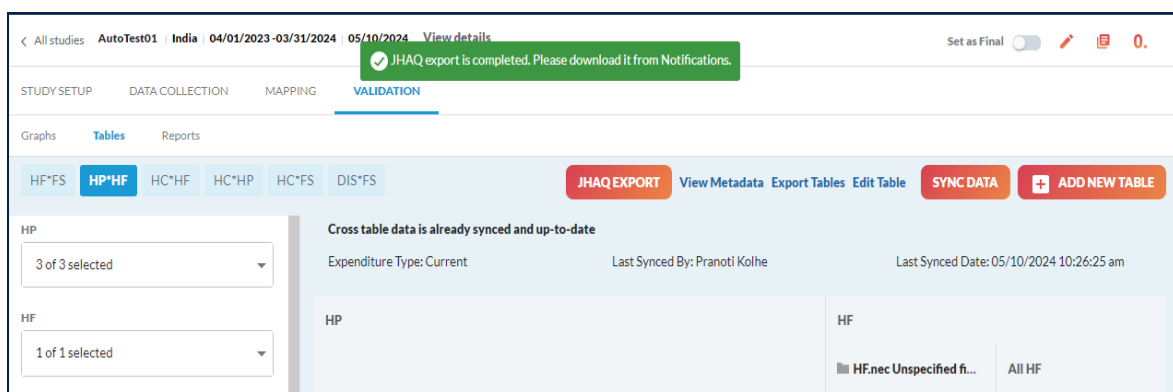 All studies AutoTest01 | India | 04/01/2023 -03/31/2024 | 05/10/2024 View details
Set as Final 0.
JHAQ export is completed. Please download it from Notifications.
STUDY SETUP DATA COLLECTION MAPPING VALIDATION
Graphs Tables Reports
HF*FS HP*HF HC*HF HC*HP HC*FS DIS*FS JHAQ EXPORT View Metadata Export Tables Edit Table SYNC DATA ADD NEW TABLE
HP
3 of 3 selected
HF
1 of 1 selected
Cross table data is already synced and up-to-date
Expenditure Type: Current Last Synced By: Pranoti Kolhe Last Synced Date: 05/10/2024 10:26:25 am
HP HF
HF.nec Unspecified fi... All HF